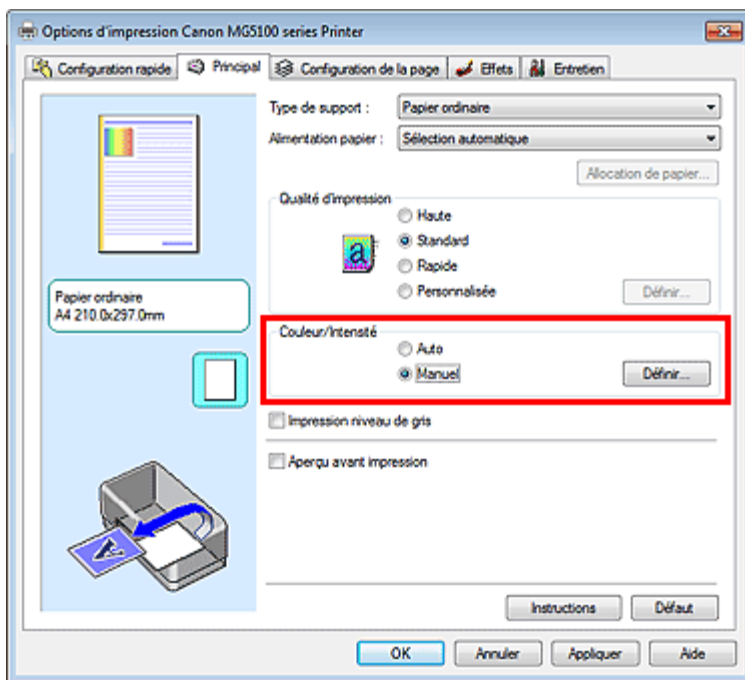 Options d'impression Canon MG5100 series Printer
Configuration rapide Principal Configuration de la page Effets Entretien
Type de support : Papier ordinaire
Alimentation papier : Sélection automatique
Allocation de papier...
Qualité d'impression
Haute
a Standard
Rapide
Personnalisée Définir...
Papier ordinaire
A4 210.0x297.0mm
Couleur/Intensité
Auto
Manuel Définir...
Impression niveau de gris
Aperçu avant impression
A
Instructions Défaut
OK Annuler Appliquer Aide